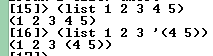 [15]> (list 1 2 3 4 5)
(1 2 3 4 5)
[16]> (list 1 2 3 '(4 5))
(1 2 3 (4 5))